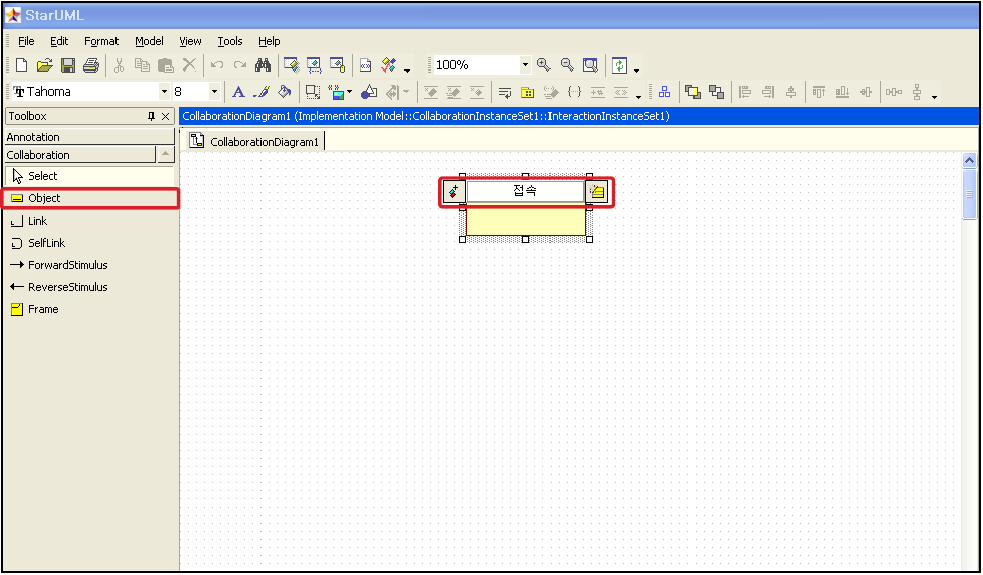 StarUML
File Edit Format Model View Tools Help
100%
Tahoma 8
Toolbox
CollaborationDiagram1 (Implementation Model::CollaborationInstanceSet1::InteractionInstanceSet1)
Annotation
CollaborationDiagram1
Collaboration
Select
접속
Object
Link
SelfLink
ForwardStimulus
ReverseStimulus
Frame